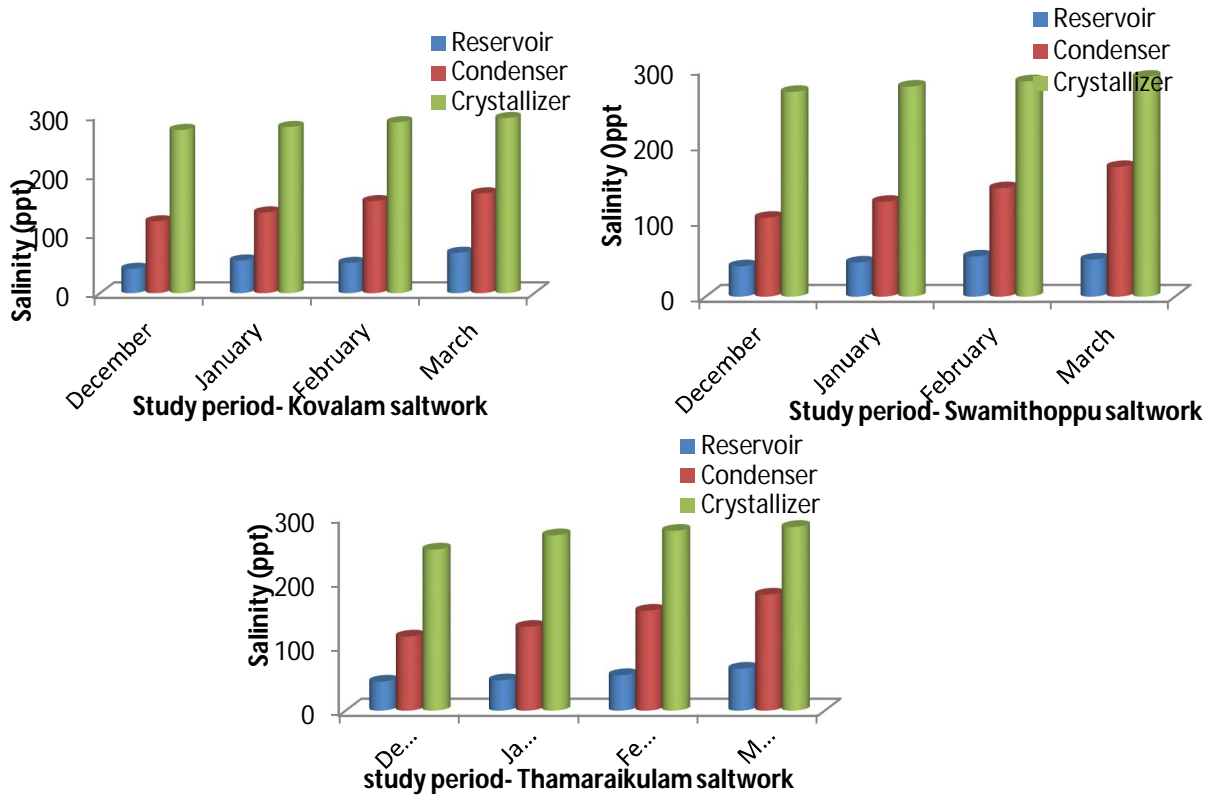 Reservoir
Condenser
Crystallizer
300
200
100
0
Salinity (ppt)
December
January
February
March
Study period- Kovalam saltwork
Reservoir
Condenser
Crystallizer
300
200
100
0
Salinity 0ppt
December
January
February
March
Study period- Swamithoppu saltwork
Reservoir
Condenser
Crystallizer
300
200
100
0
Salinity (ppt)
De...
Ja...
Fe...
M...
study period- Thamaraikulam saltwork